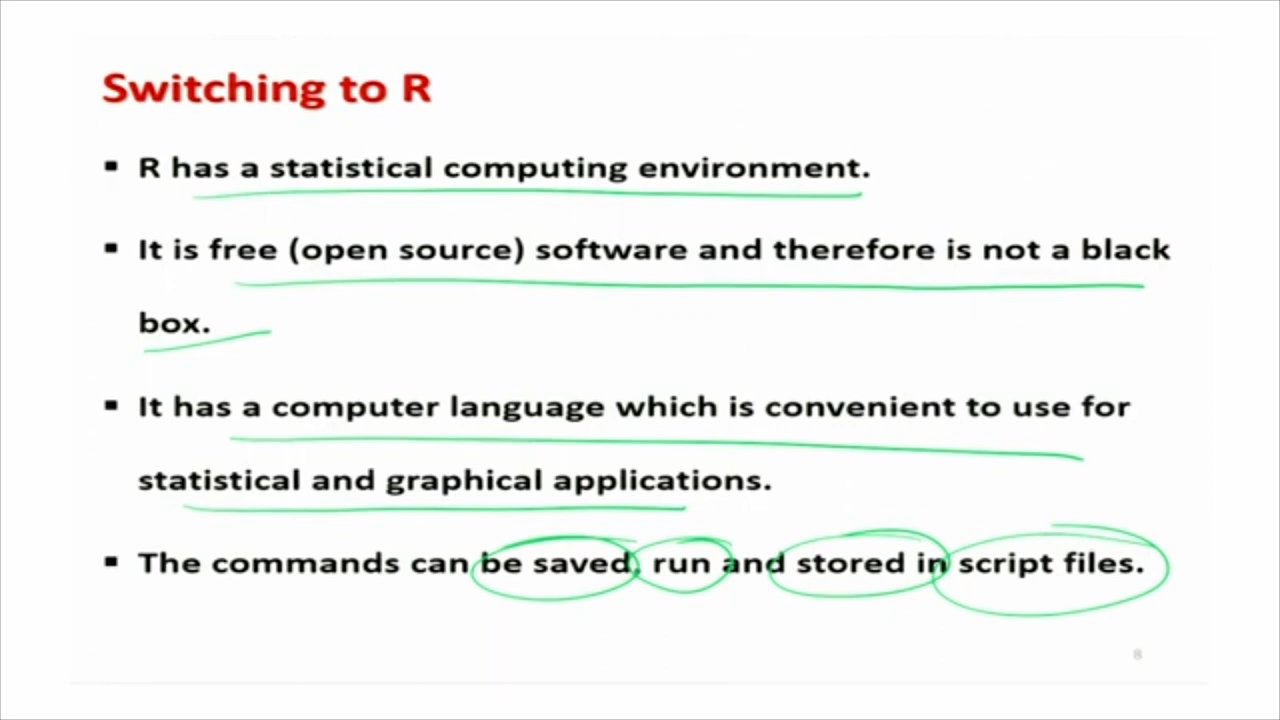 Switching to R
▪ R has a statistical computing environment.
▪ It is free (open source) software and therefore is not a black
box.
▪ It has a computer language which is convenient to use for
statistical and graphical applications.
▪ The commands can be saved, run and stored in script files.
8